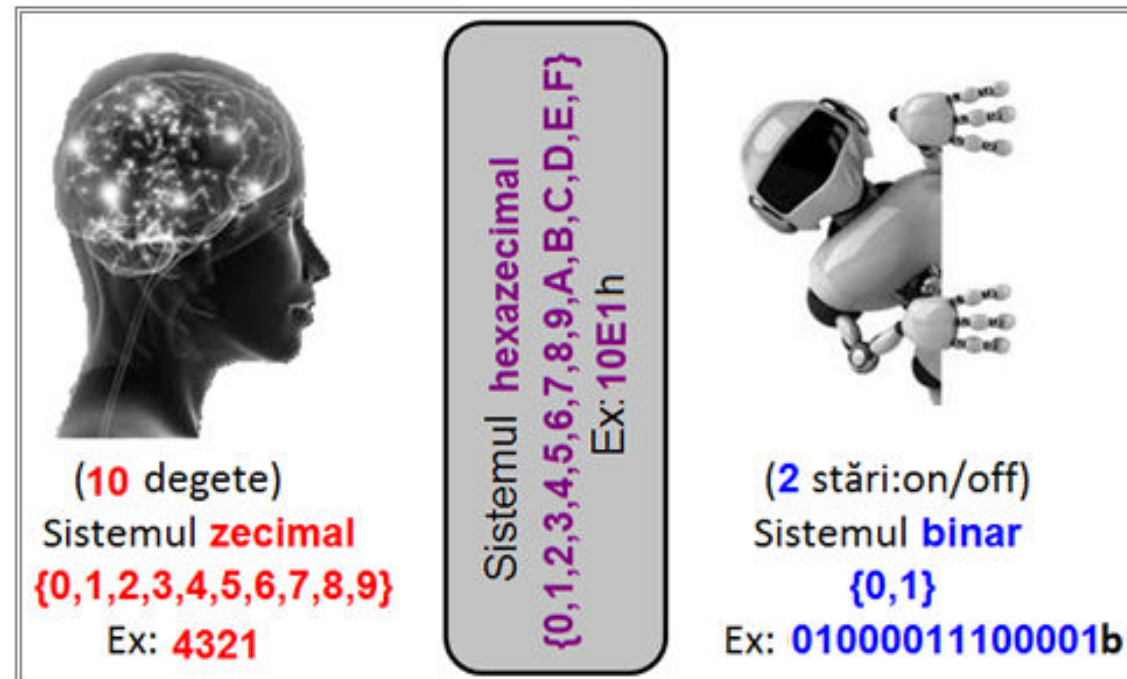 (10 degete)
Sistemul zecimal
{0,1,2,3,4,5,6,7,8,9}
Ex: 4321
Sistemul hexazecimal
{0,1,2,3,4,5,6,7,8,9,A,B,C,D,E,F}
Ex:10E1h
(2 stări:on/off)
Sistemul binar
{0,1}
Ex: 01000011100001b